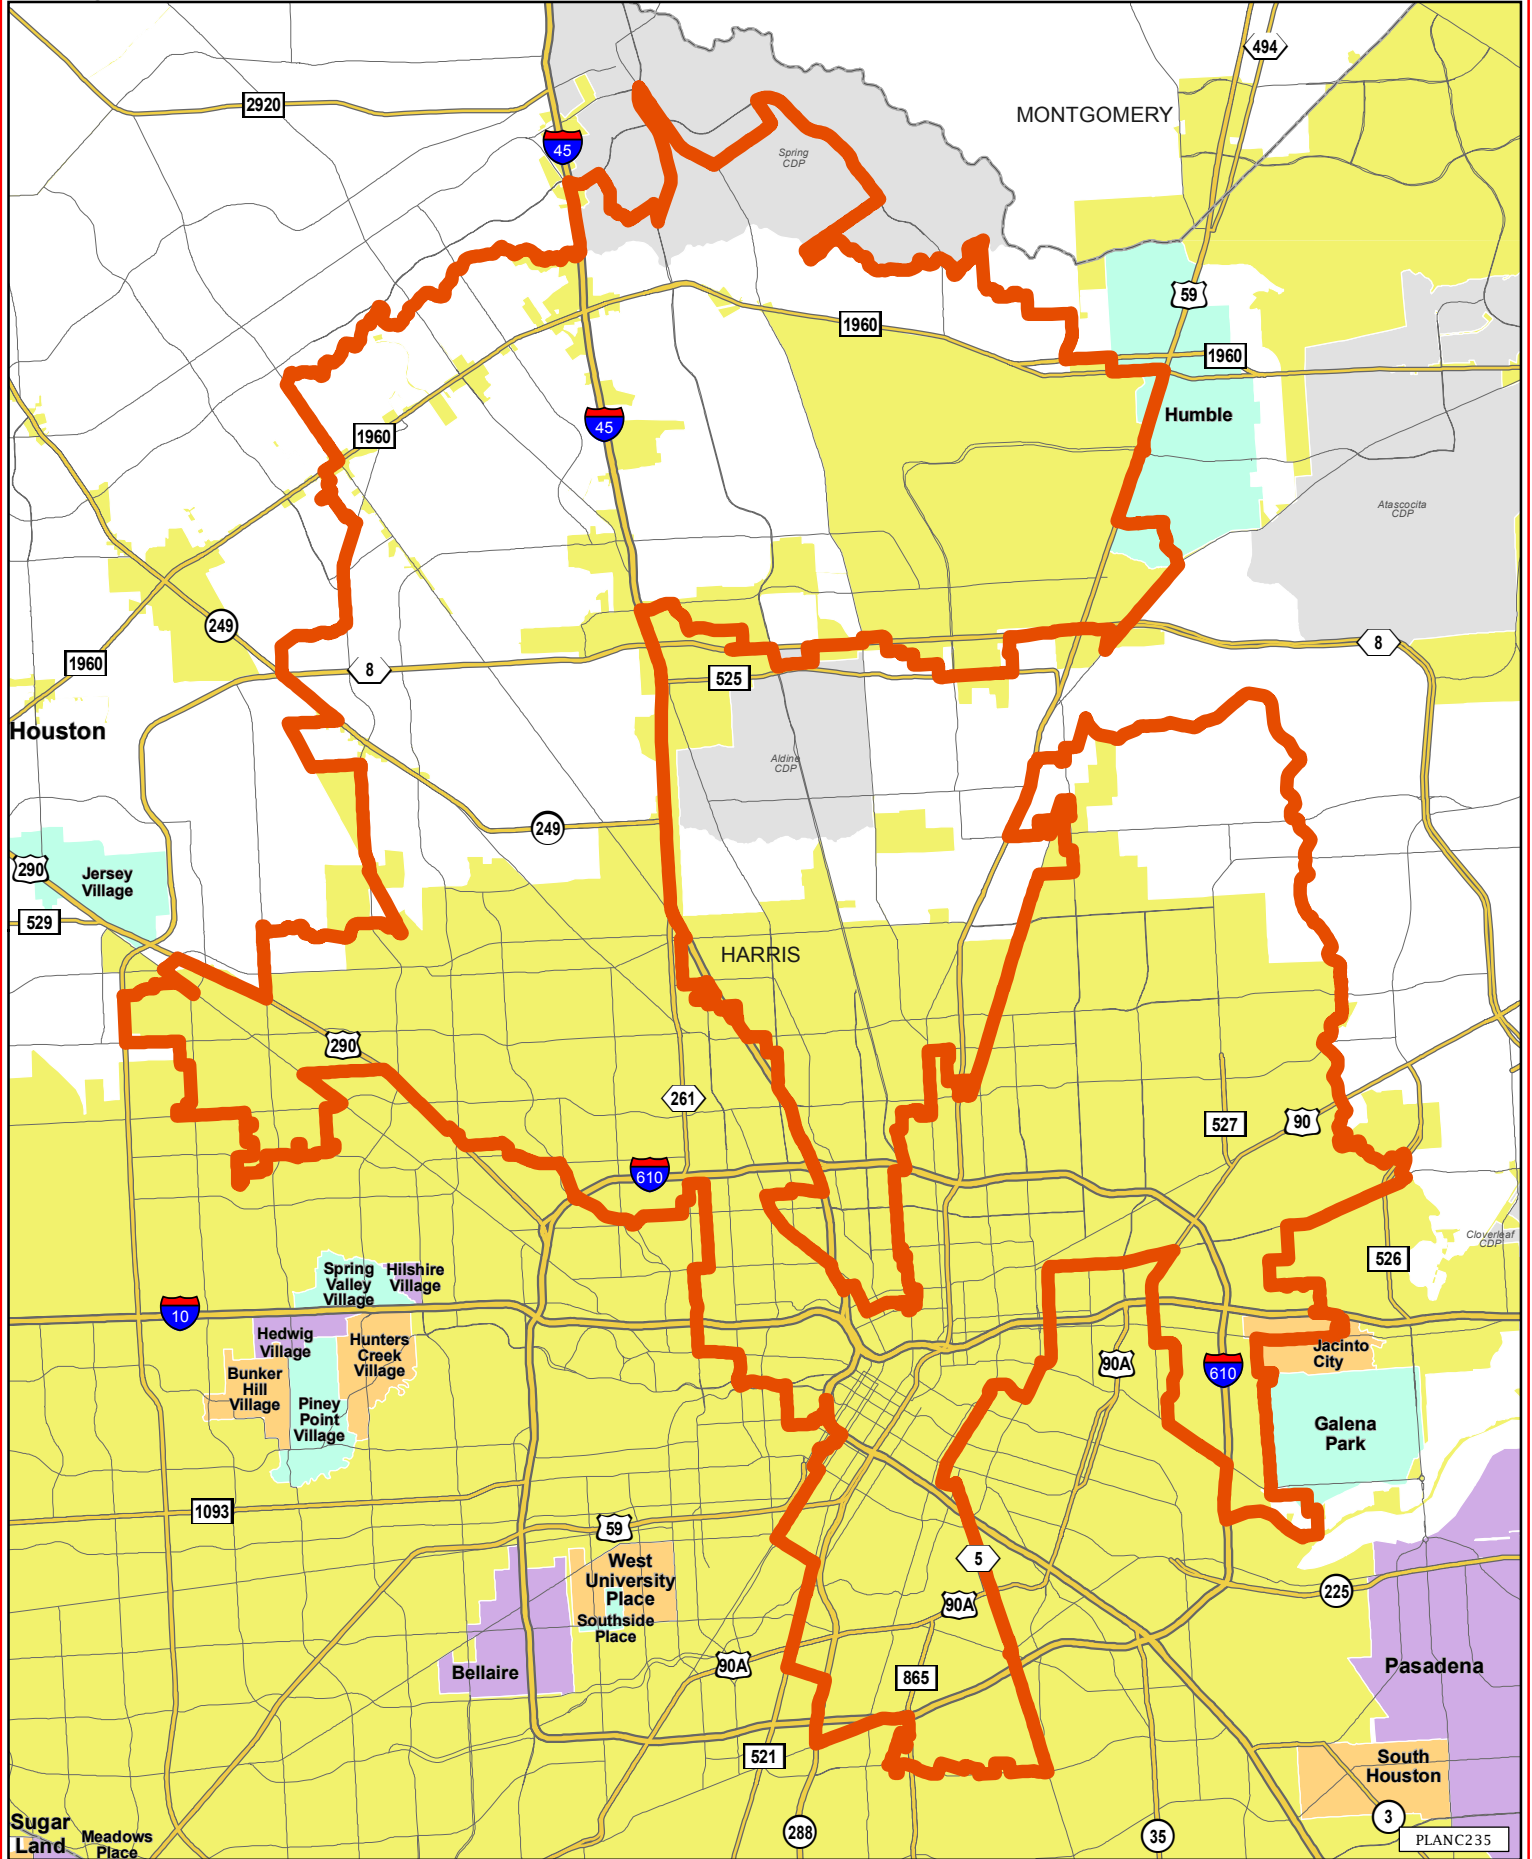 494
2920
MONTGOMERY
45
Spring
CDP
59
1960
1960
Humble
45
1960
Atascocita
CDP
249
8
1960
8
525
Houston
Aldine
CDP
249
290
Jersey
Village
529
HARRIS
290
261
527
90
610
Cloverleaf
CDP
526
Spring
Valley
Village
Hilshire
Village
10
Hedwig
Village
Hunters
Creek
Village
Jacinto
City
90A
610
Bunker
Hill
Village
Piney
Point
Village
Galena
Park
1093
59
West
University
Place
5
225
90A
Southside
Place
90A
Bellaire
865
Pasadena
521
South
Houston
3
Sugar
Land
Meadows
Place
288
35
PLANC235